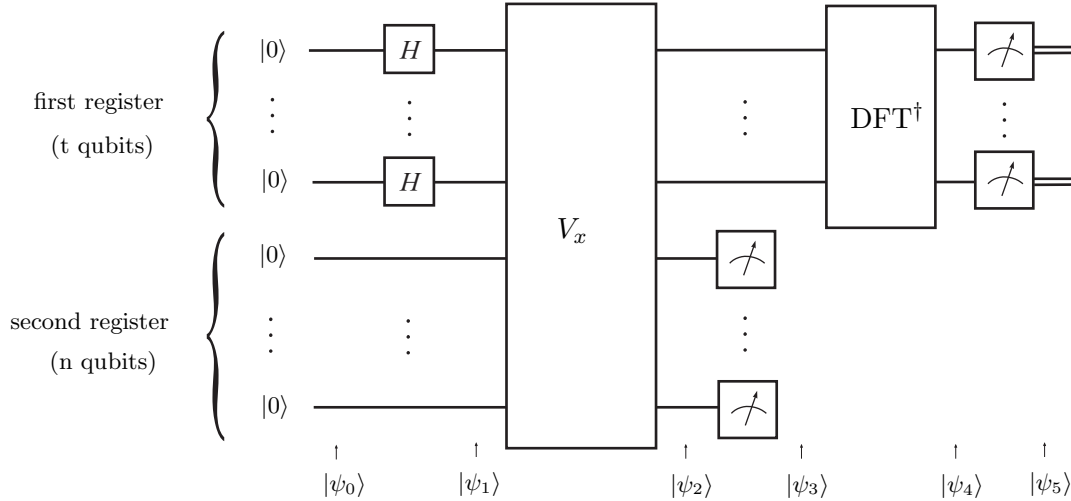 |0⟩ H
first register
(t qubits)
DFT†
|0⟩ H
V_x
|0⟩
second register
(n qubits)
|0⟩
|ψ₀⟩ |ψ₁⟩ |ψ₂⟩ |ψ₃⟩ |ψ₄⟩ |ψ₅⟩